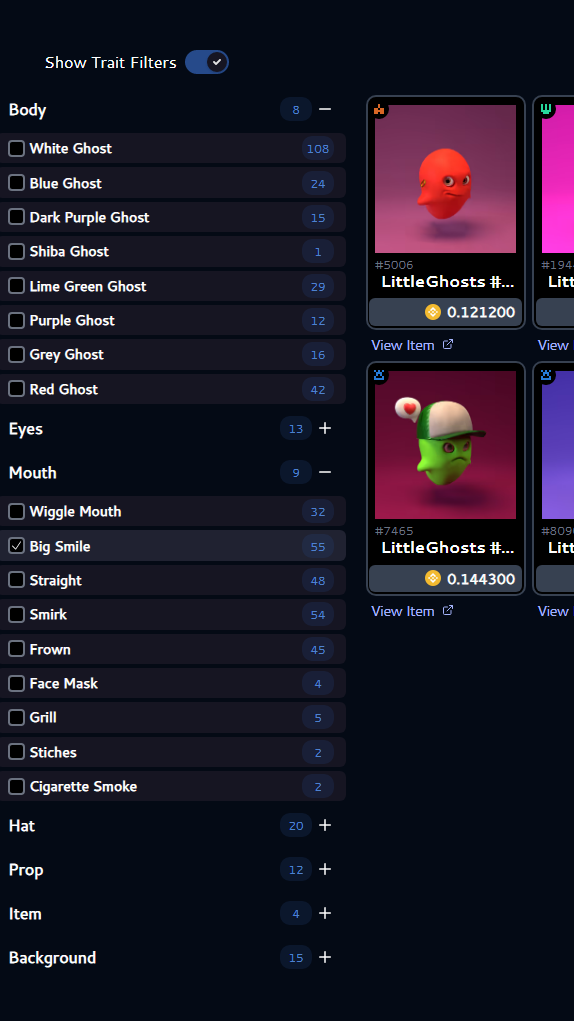 Show Trait Filters
Body 8
White Ghost 108
Blue Ghost 24
Dark Purple Ghost 15
Shiba Ghost 1
Lime Green Ghost 29
Purple Ghost 12
Grey Ghost 16
Red Ghost 42
Eyes 13
Mouth 9
Wiggle Mouth 32
Big Smile 55
Straight 48
Smirk 54
Frown 45
Face Mask 4
Grill 5
Stiches 2
Cigarette Smoke 2
Hat 20
Prop 12
Item 4
Background 15
#5006
LittleGhosts #...
0.121200
View Item
#7465
LittleGhosts #...
0.144300
View Item
#194
Litt
View
#809
Litt
View